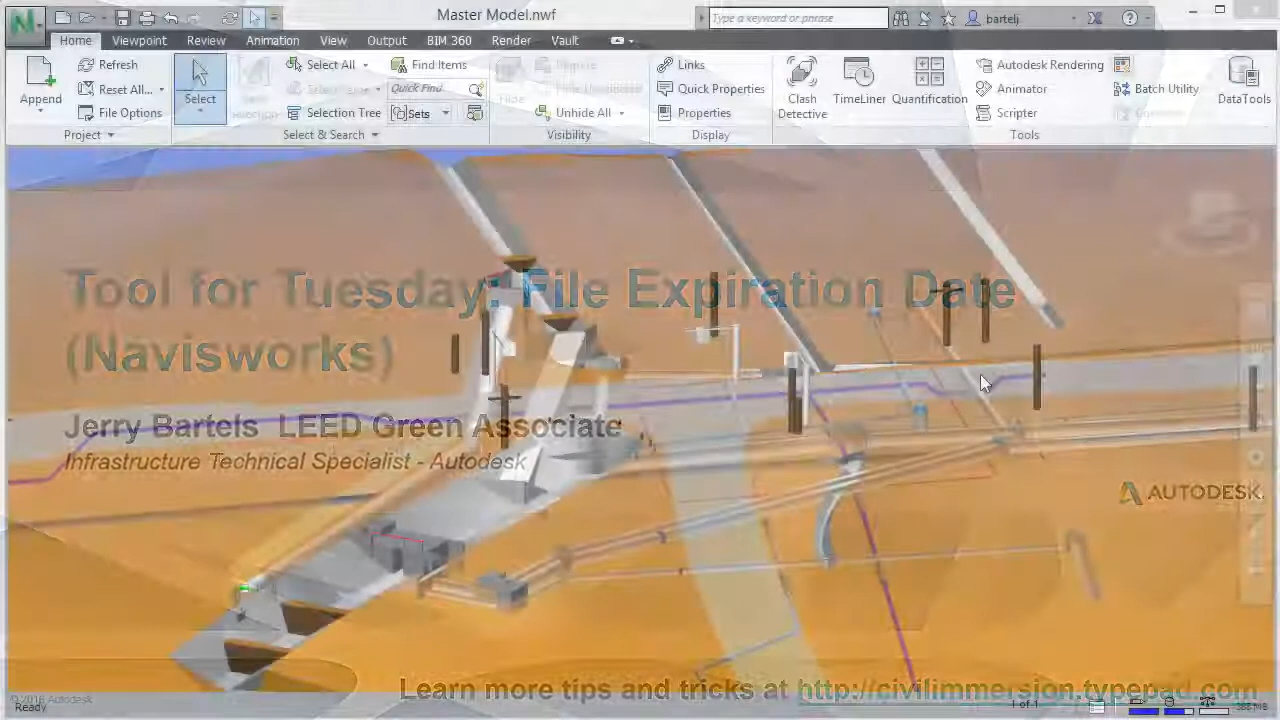 Master Model.nwf
Type a keyword or phrase
bartelj
Home Viewpoint Review Animation View Output BIM 360 Render Vault
Append
Refresh
Reset All...
File Options
Project
Select
Select All
Selection Tree
Find Items
Quick Find
Sets
Select & Search
Hide
Unhide All
Visibility
Links
Quick Properties
Properties
Display
Clash Detective
TimeLiner
Quantification
Autodesk Rendering
Animator
Scripter
Batch Utility
DataTools
Tools
Tool for Tuesday: File Expiration Date
(Navisworks)
Jerry Bartels LEED Green Associate
Infrastructure Technical Specialist - Autodesk
AUTODESK.
Learn more tips and tricks at http://civilimmersion.typepad.com
© 2016 Autodesk
Ready
1 of 1